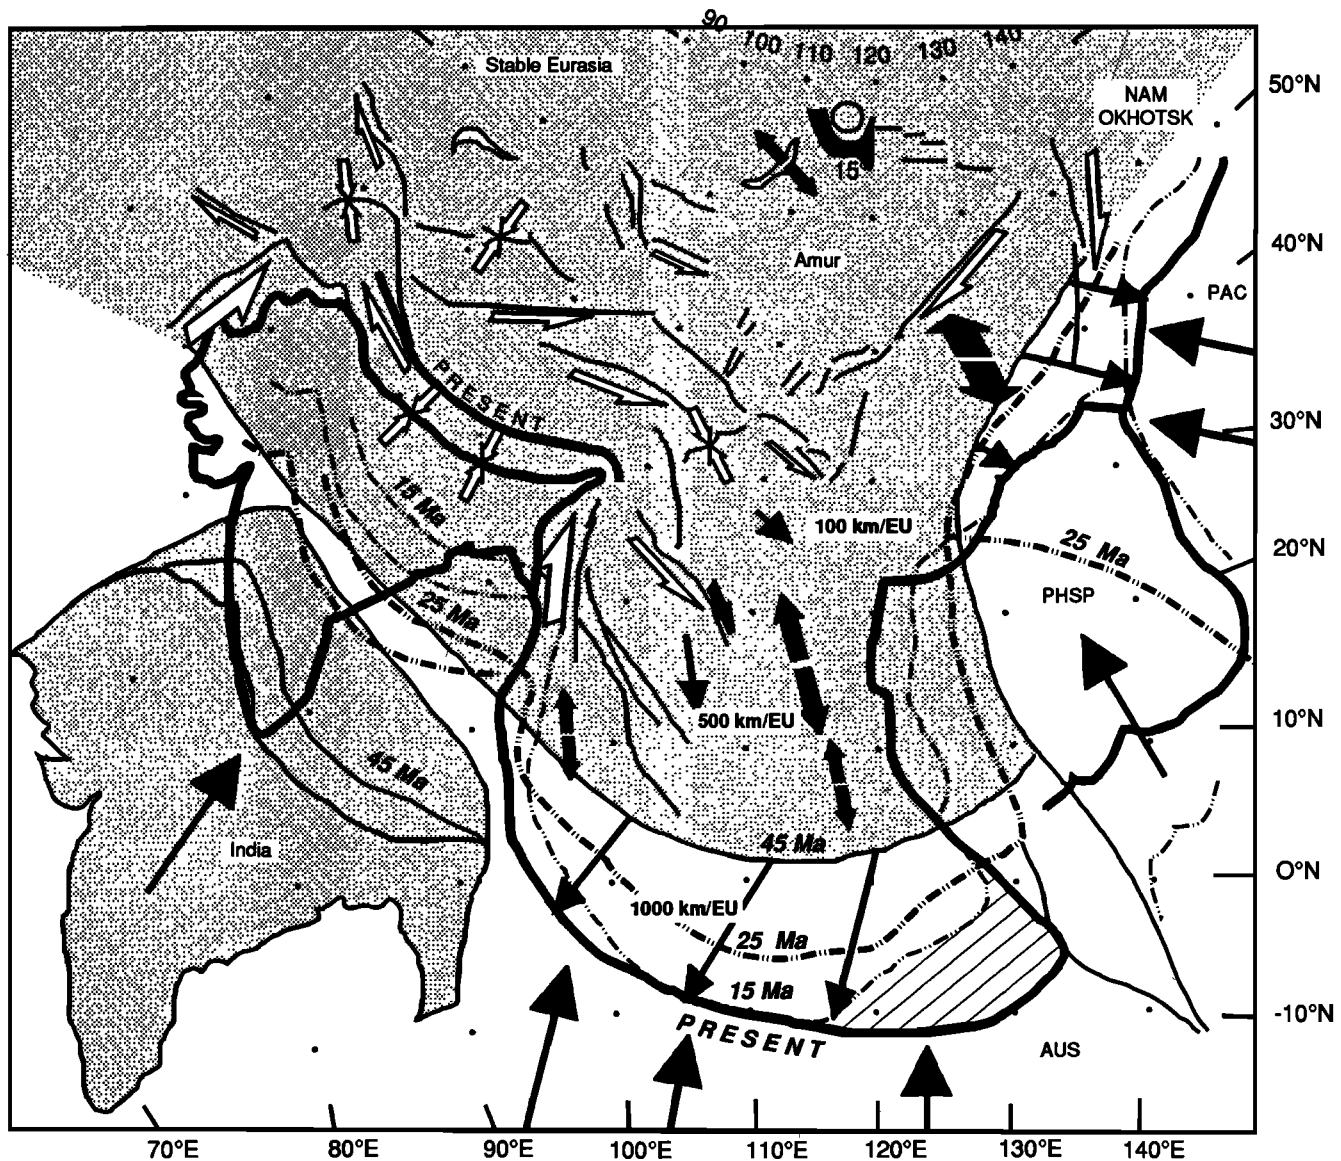 90
100 110 120 130 140
Stable Eurasia
50°N
NAM
OKHOTSK
15
40°N
Amur
PAC
PRESENT
30°N
15 Ma
100 km/EU
25 Ma
20°N
25 Ma
PHSP
500 km/EU
10°N
45 Ma
India
45 Ma
0°N
1000 km/EU
25 Ma
15 Ma
-10°N
PRESENT
AUS
70°E 80°E 90°E 100°E 110°E 120°E 130°E 140°E